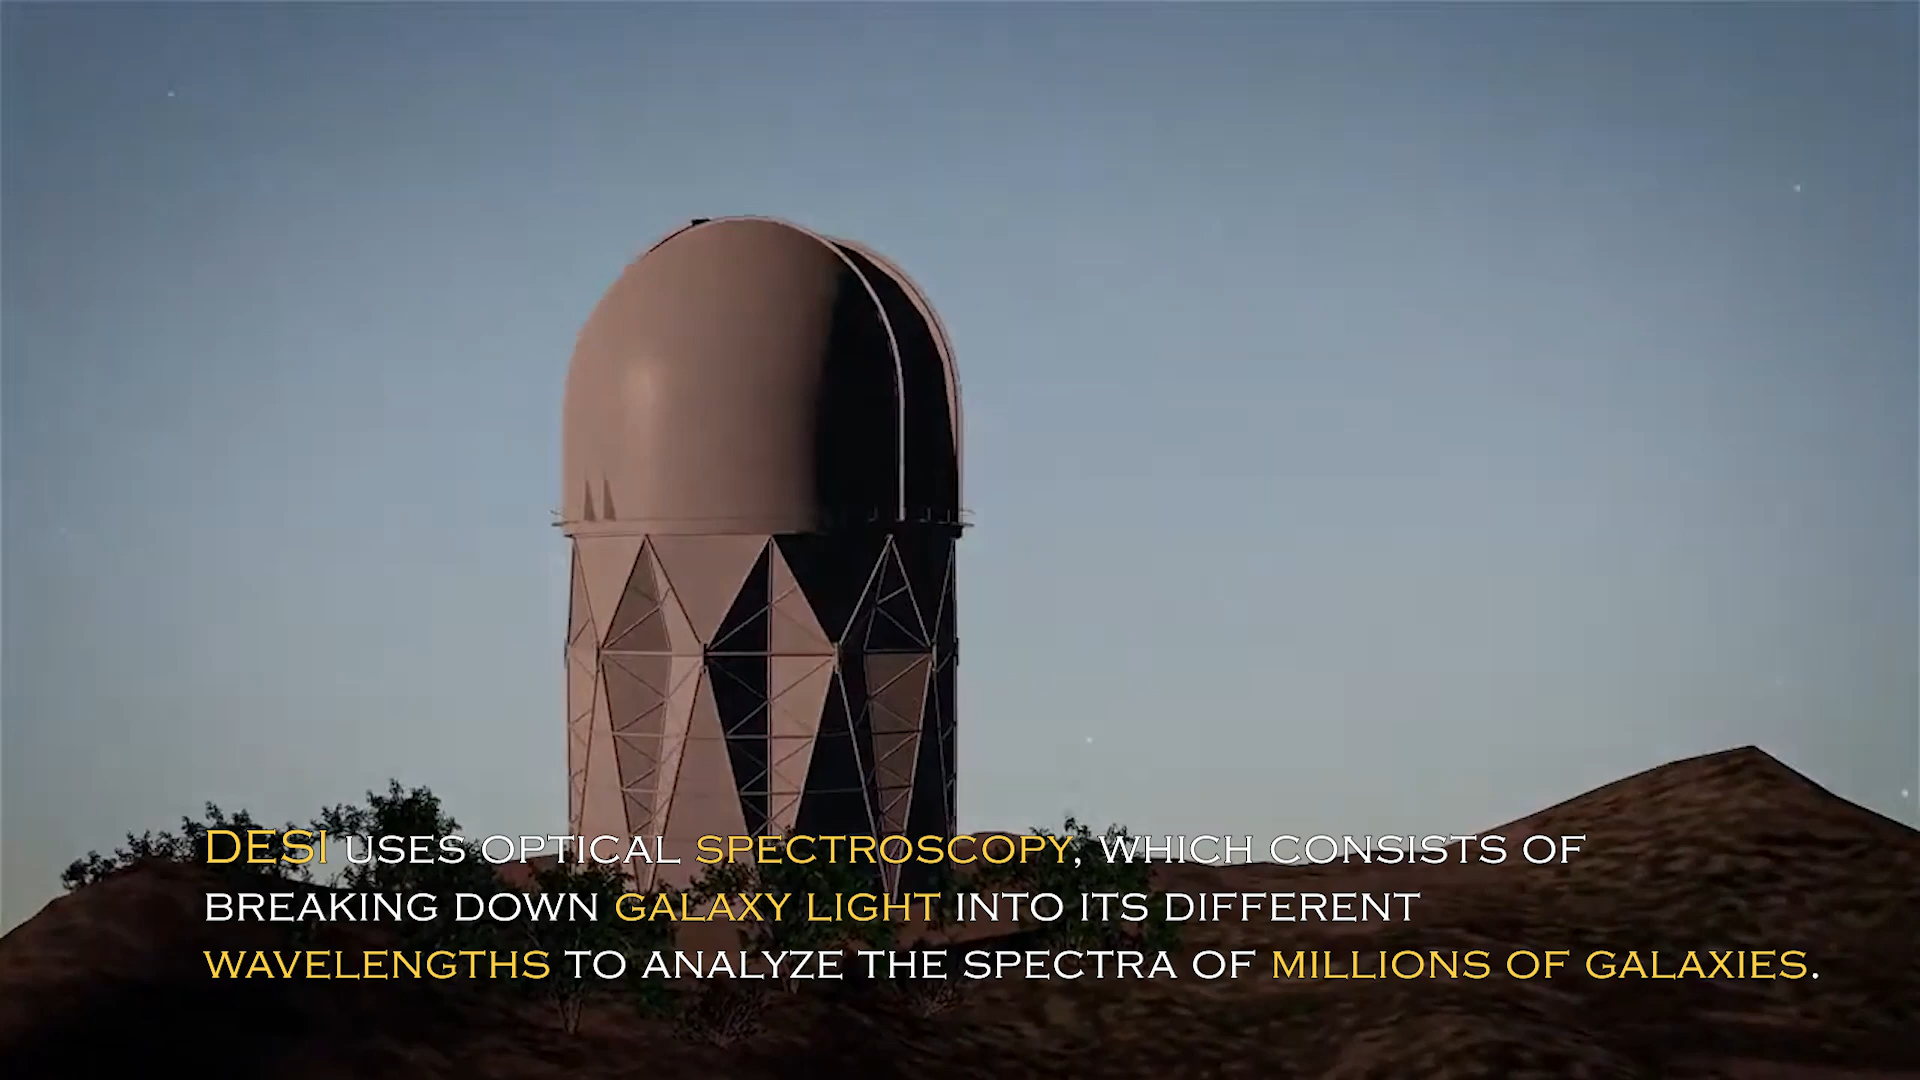 DESI USES OPTICAL SPECTROSCOPY, WHICH CONSISTS OF
BREAKING DOWN GALAXY LIGHT INTO ITS DIFFERENT
WAVELENGTHS TO ANALYZE THE SPECTRA OF MILLIONS OF GALAXIES.